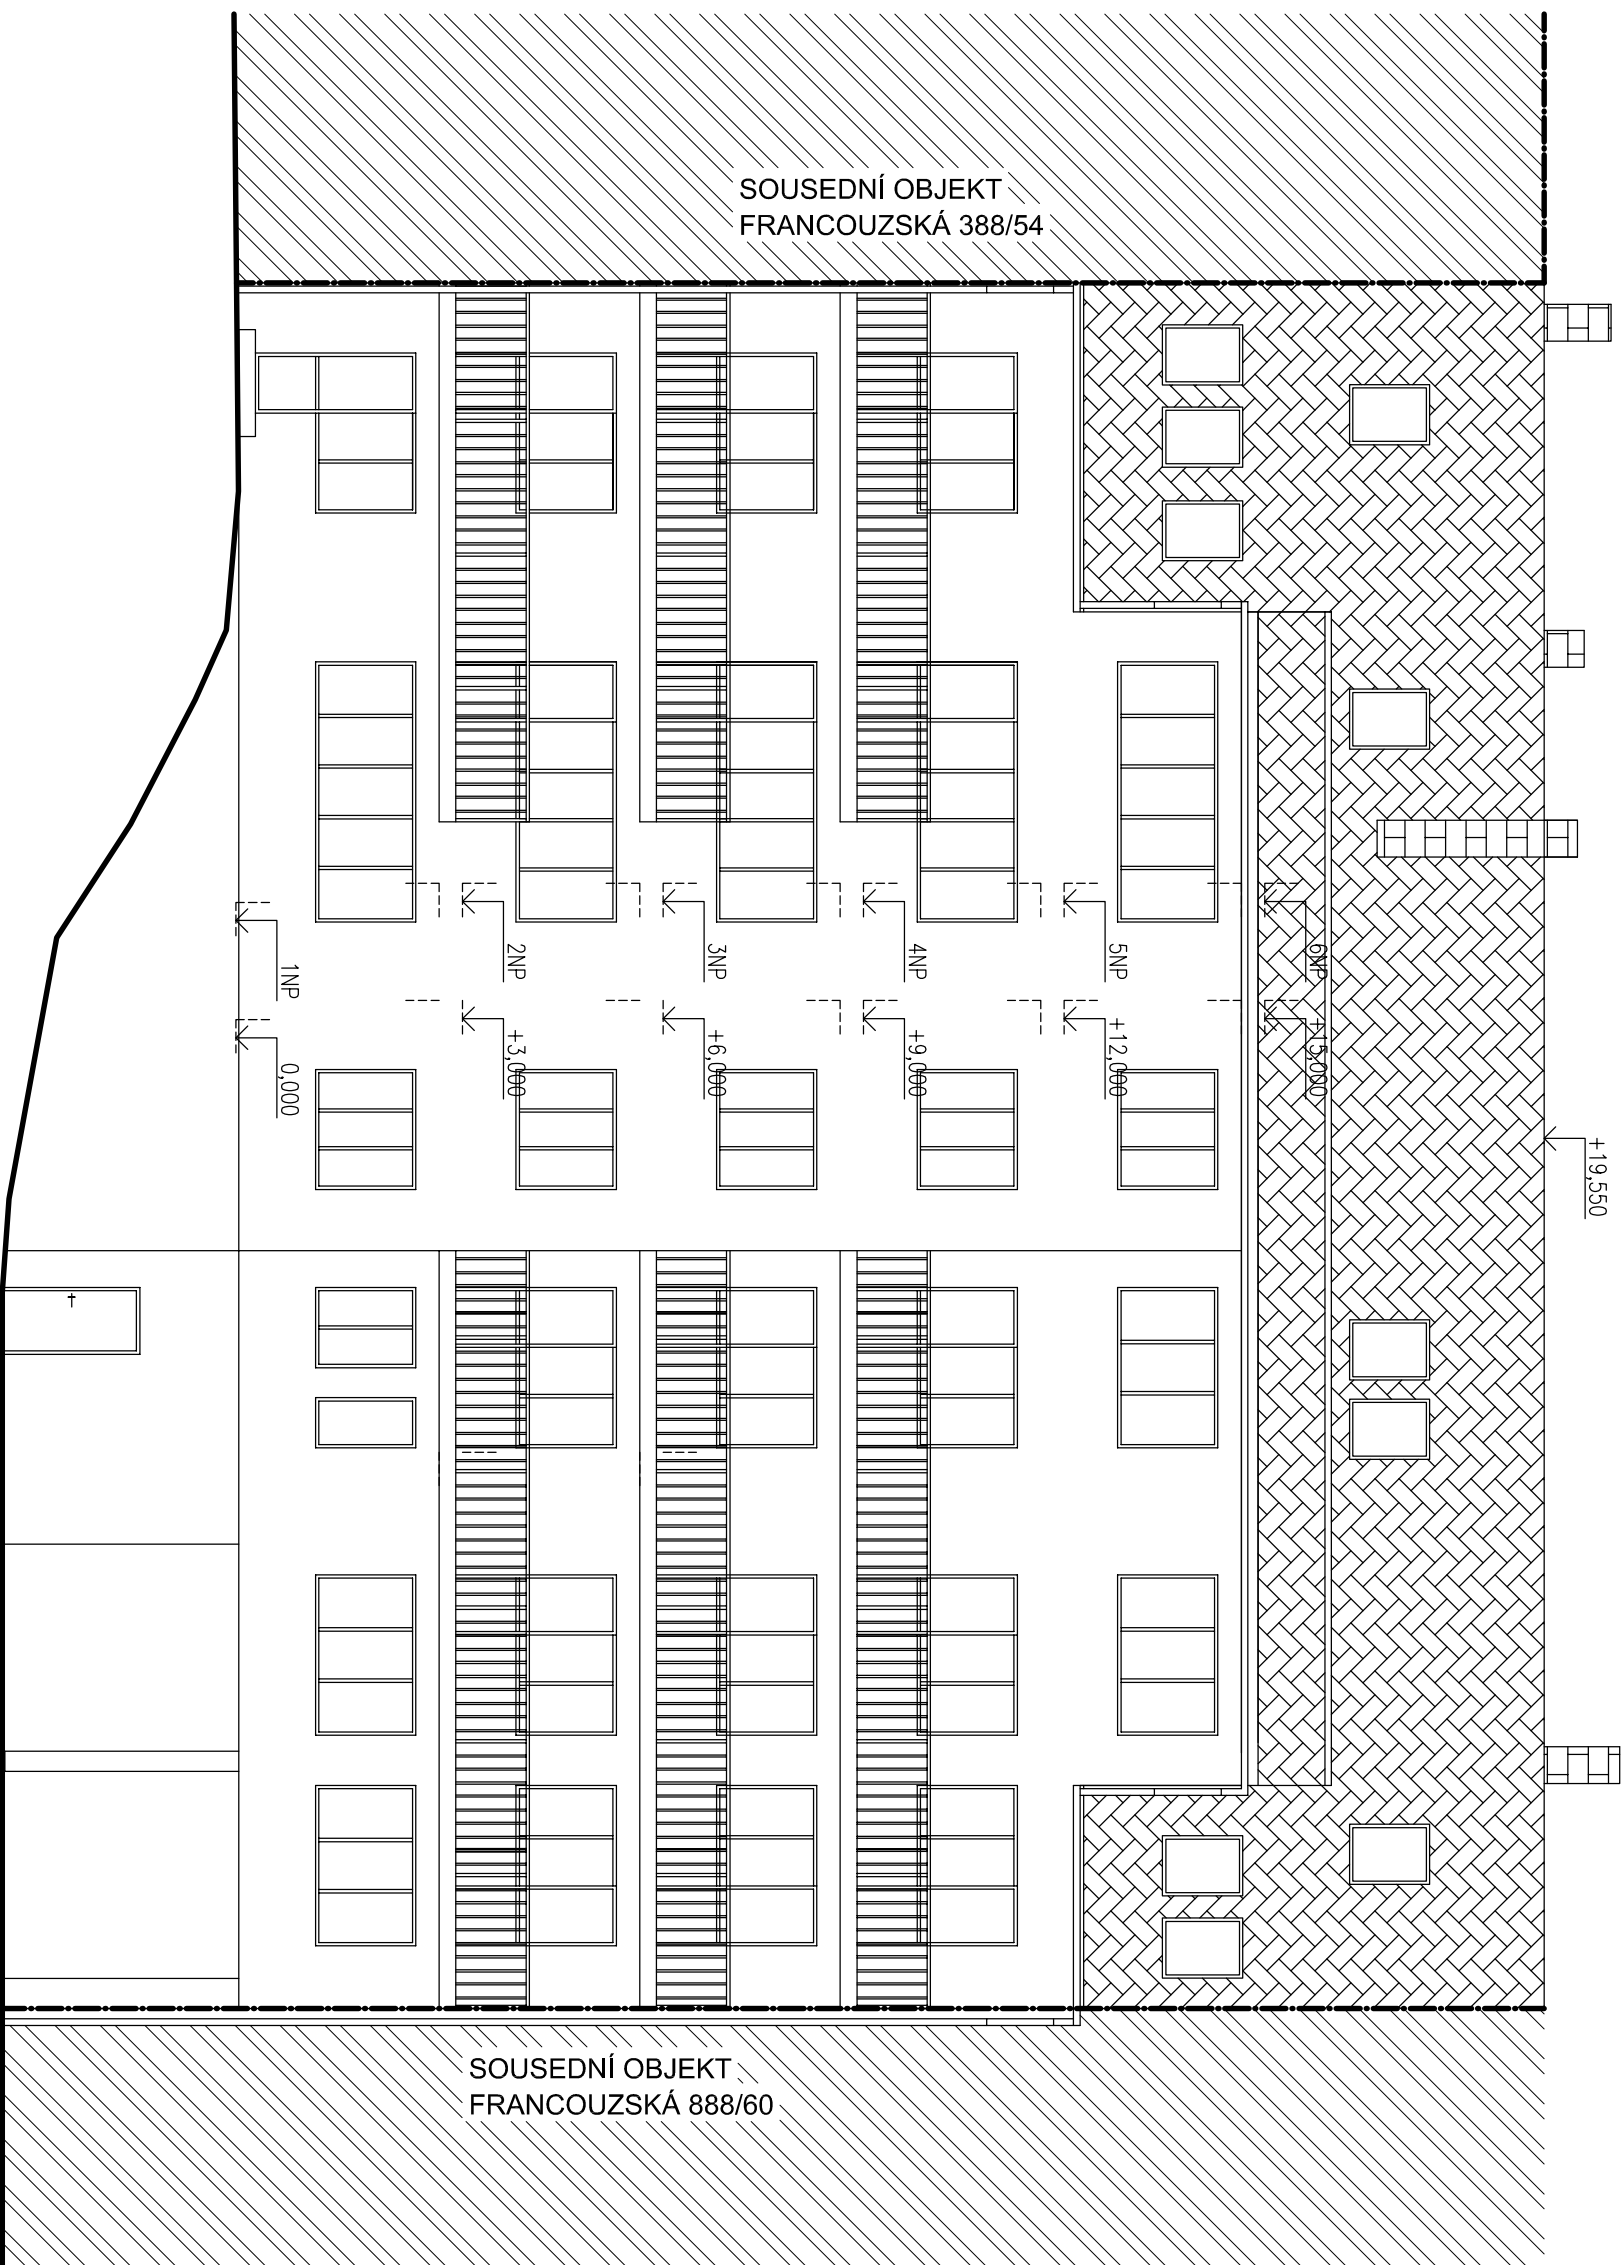 SOUSEDNÍ OBJEKT
FRANCOUZSKÁ 388/54
+19,550
6NP
+15,000
5NP
+12,000
4NP
+9,000
3NP
+6,000
2NP
+3,000
1NP
0,000
SOUSEDNÍ OBJEKT
FRANCOUZSKÁ 888/60